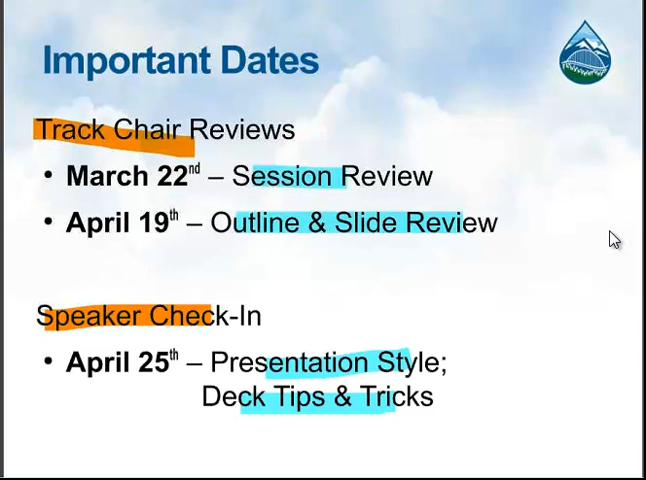 Important Dates
Track Chair Reviews
• March 22nd – Session Review
• April 19th – Outline & Slide Review
Speaker Check-In
• April 25th – Presentation Style;
Deck Tips & Tricks